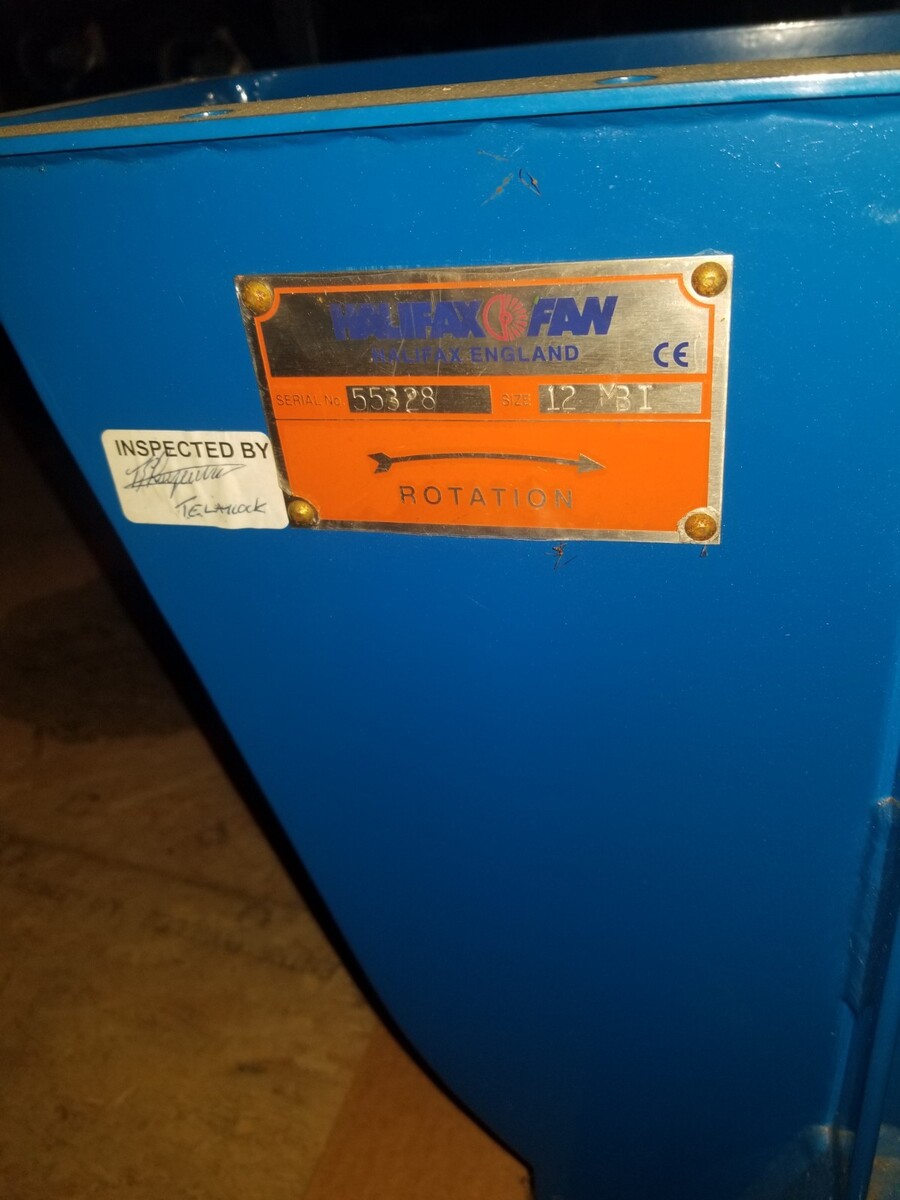 HALIFAX FAN
HALIFAX ENGLAND
CE
SERIAL No. 55328 SIZE 12 MBI
ROTATION
INSPECTED BY